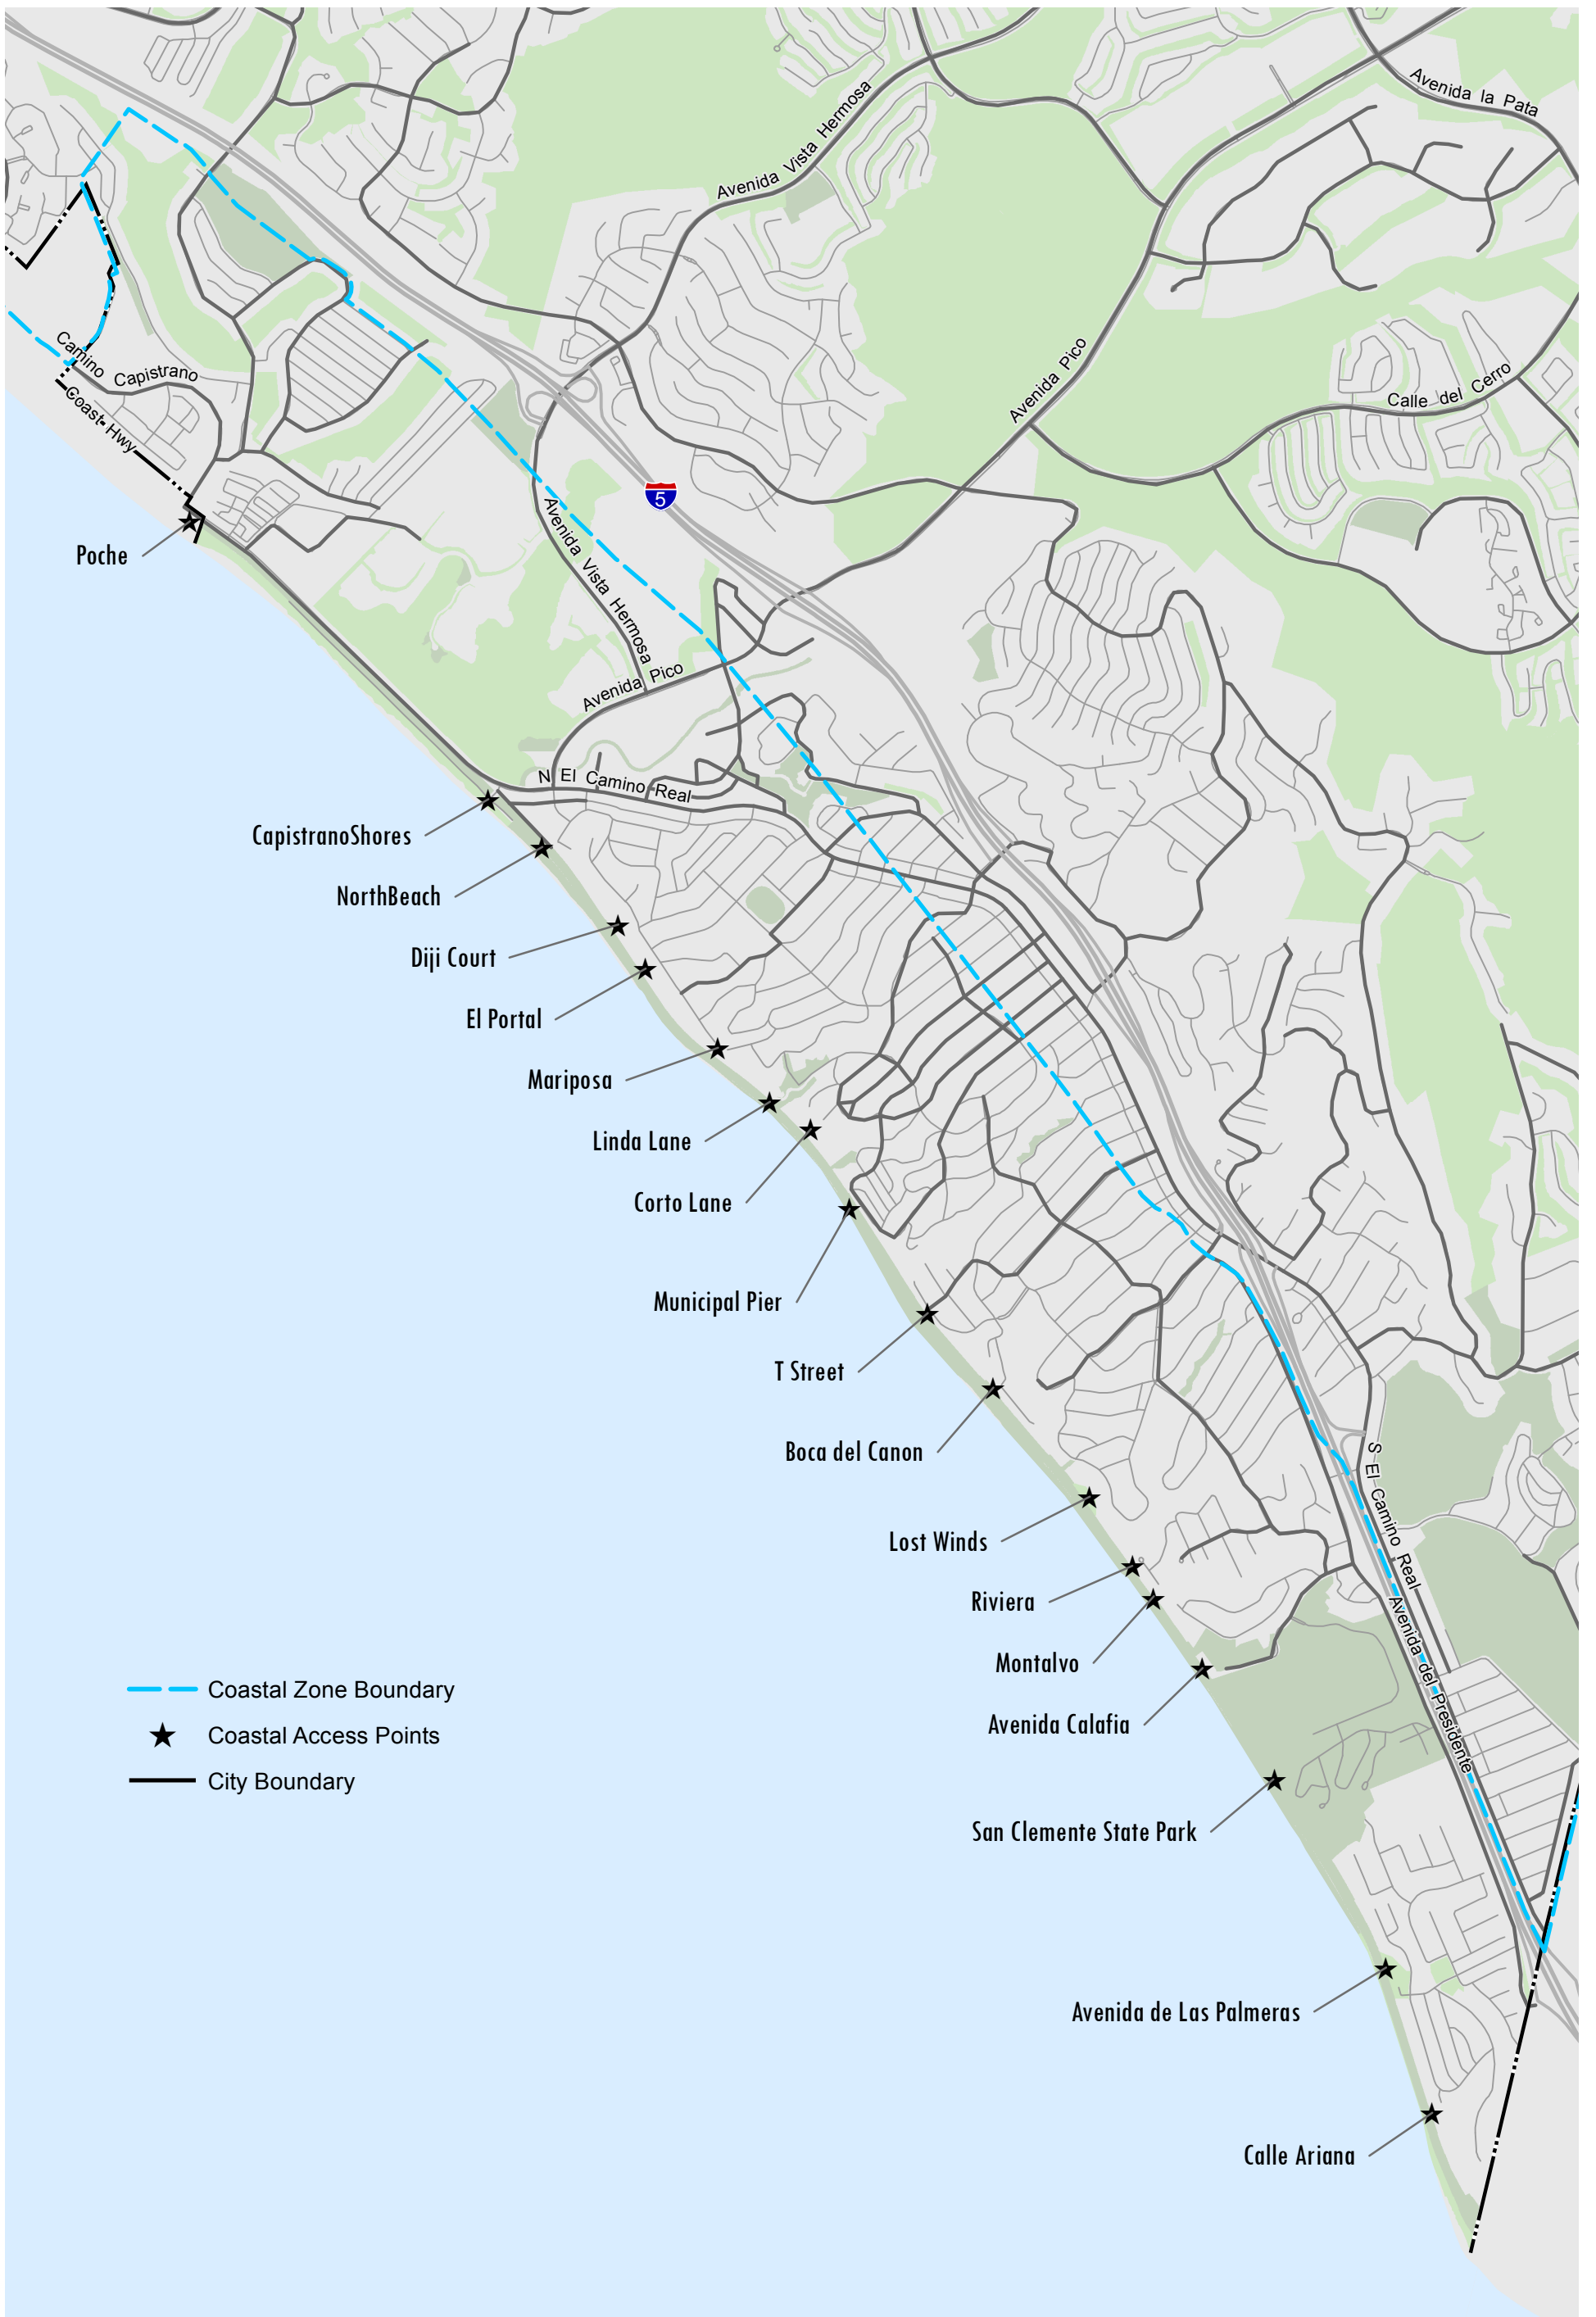 Avenida la Pata
Avenida Vista Hermosa
Camino Capistrano
Coast Hwy
Avenida Pico
Calle del Cerro
5
Avenida Vista Hermosa
Poche
Avenida Pico
N El Camino Real
CapistranoShores
NorthBeach
Diji Court
El Portal
Mariposa
Linda Lane
Corto Lane
Municipal Pier
T Street
Boca del Canon
S El Camino Real
Lost Winds
Riviera
Avenida del Presidente
Montalvo
Avenida Calafia
San Clemente State Park
Avenida de Las Palmeras
Calle Ariana
Coastal Zone Boundary
Coastal Access Points
City Boundary